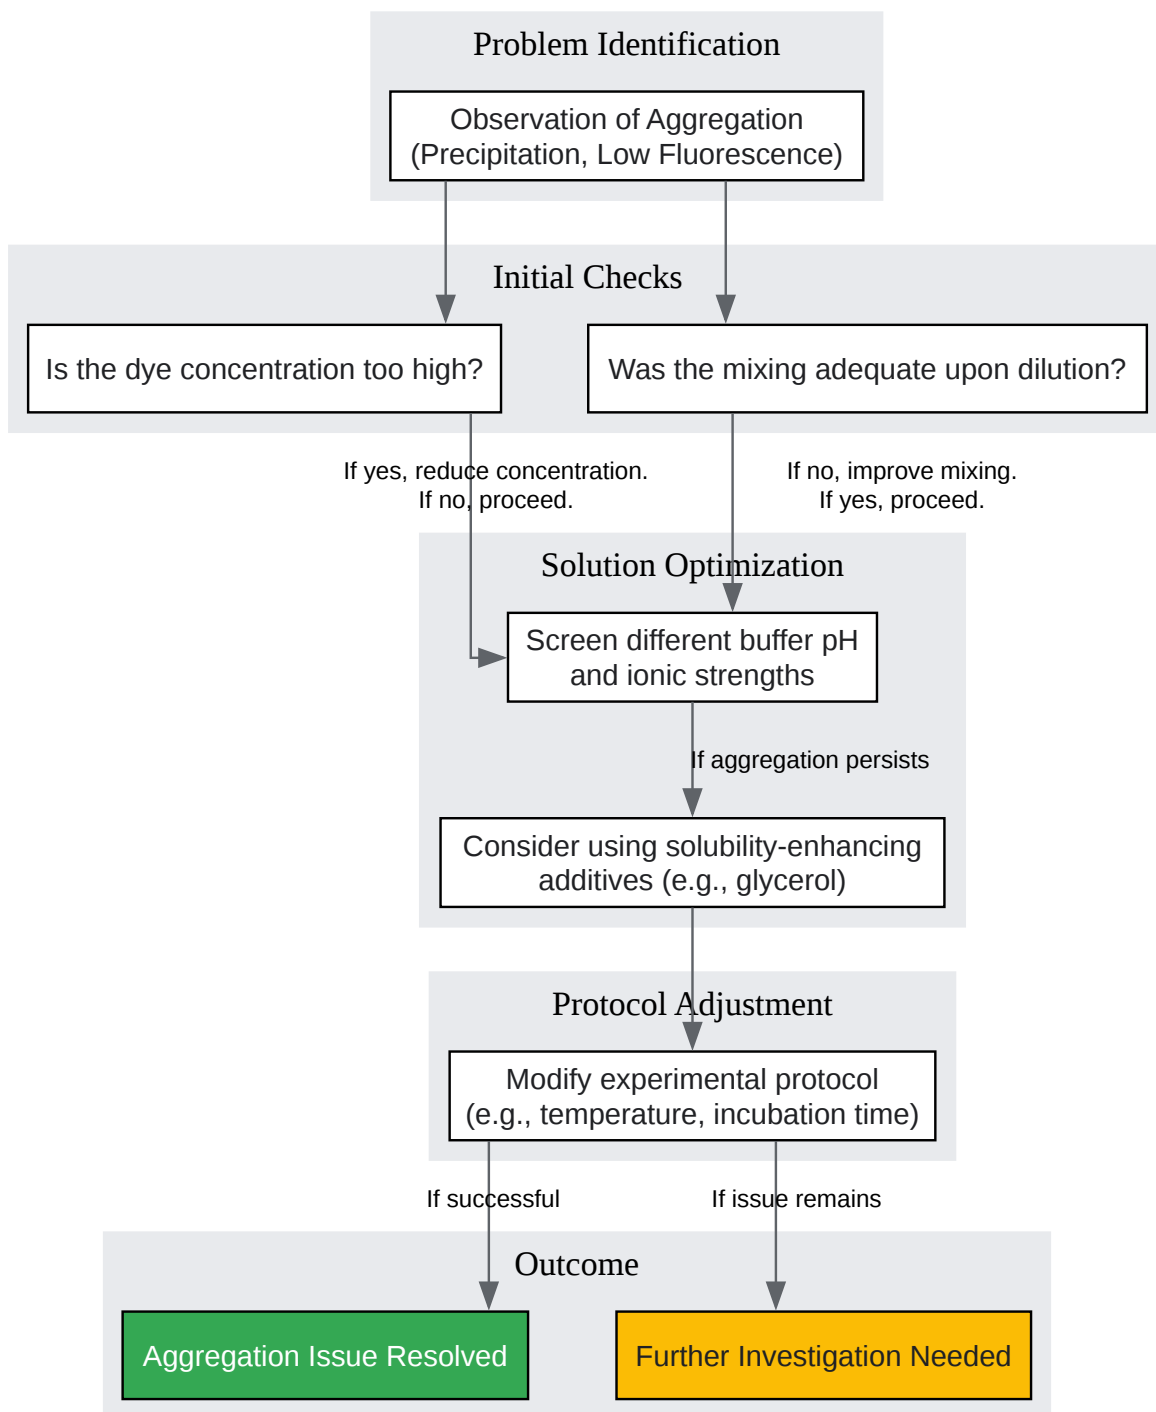 Problem Identification
Observation of Aggregation
(Precipitation, Low Fluorescence)
Initial Checks
Is the dye concentration too high?
Was the mixing adequate upon dilution?
If yes, reduce concentration.
If no, proceed.
If no, improve mixing.
If yes, proceed.
Solution Optimization
Screen different buffer pH
and ionic strengths
If aggregation persists
Consider using solubility-enhancing
additives (e.g., glycerol)
Protocol Adjustment
Modify experimental protocol
(e.g., temperature, incubation time)
If successful
If issue remains
Outcome
Aggregation Issue Resolved
Further Investigation Needed